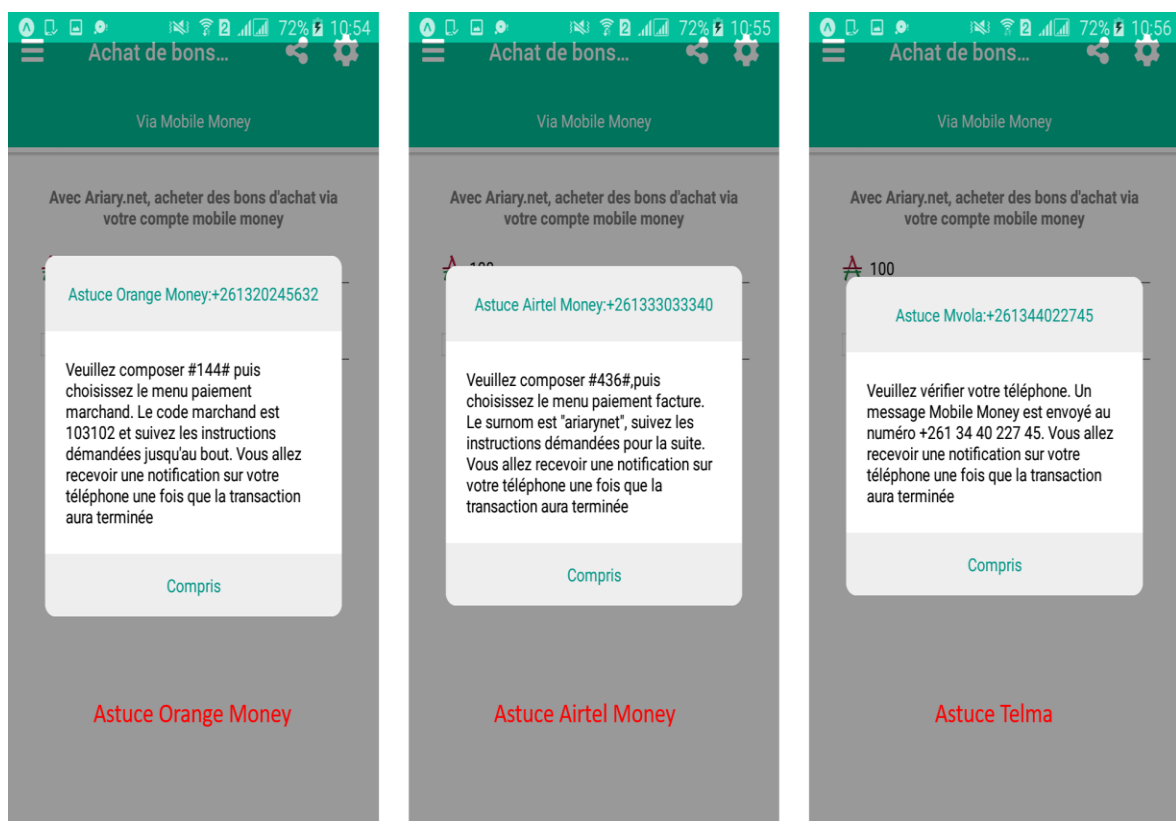 72% 10:54
Achat de bons...
Via Mobile Money
Avec Ariary.net, acheter des bons d'achat via
votre compte mobile money
Astuce Orange Money:+261320245632
Veuillez composer #144# puis
choisissez le menu paiement
marchand. Le code marchand est
103102 et suivez les instructions
démandées jusqu'au bout. Vous allez
recevoir une notification sur votre
téléphone une fois que la transaction
aura terminée
Compris
Astuce Orange Money
72% 10:55
Achat de bons...
Via Mobile Money
Avec Ariary.net, acheter des bons d'achat via
votre compte mobile money
100
Astuce Airtel Money:+261333033340
Veuillez composer #436#,puis
choisissez le menu paiement facture.
Le surnom est "ariarynet", suivez les
instructions démandées pour la suite.
Vous allez recevoir une notification sur
votre téléphone une fois que la
transaction aura terminée
Compris
Astuce Airtel Money
72% 10:56
Achat de bons...
Via Mobile Money
Avec Ariary.net, acheter des bons d'achat via
votre compte mobile money
100
Astuce Mvola:+261344022745
Veuillez vérifier votre téléphone. Un
message Mobile Money est envoyé au
numéro +261 34 40 227 45. Vous allez
recevoir une notification sur votre
téléphone une fois que la transaction
aura terminée
Compris
Astuce Telma